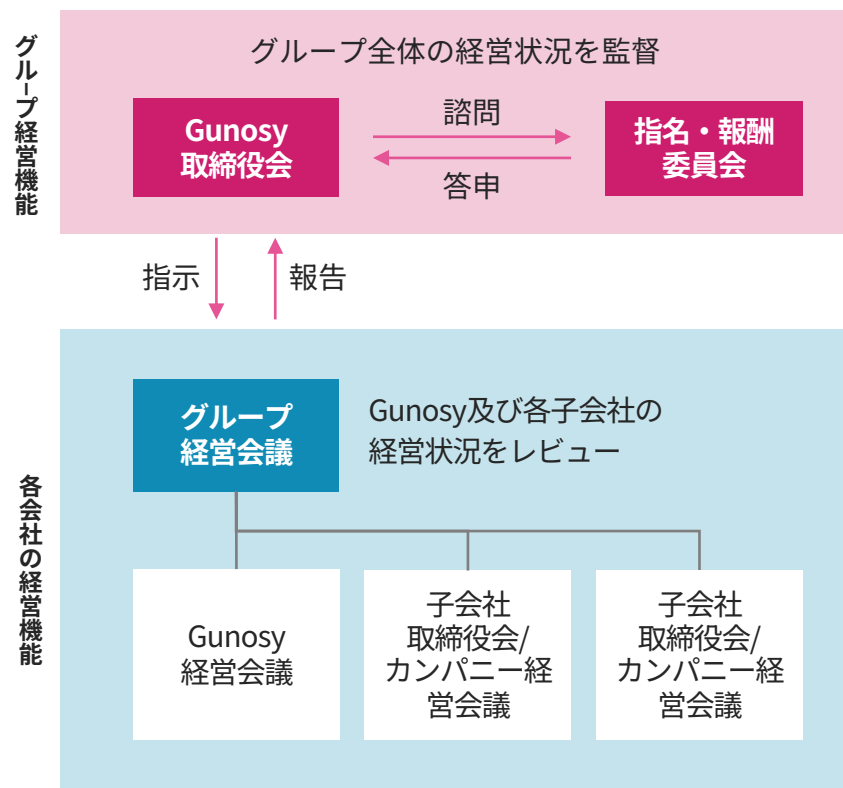 グループ経営機能
グループ全体の経営状況を監督
Gunosy
取締役会
諮問
答申
指名・報酬
委員会
指示
報告
各会社の経営機能
グループ
経営会議
Gunosy及び各子会社の
経営状況をレビュー
Gunosy
経営会議
子会社
取締役会/
カンパニー経
営会議
子会社
取締役会/
カンパニー経
営会議